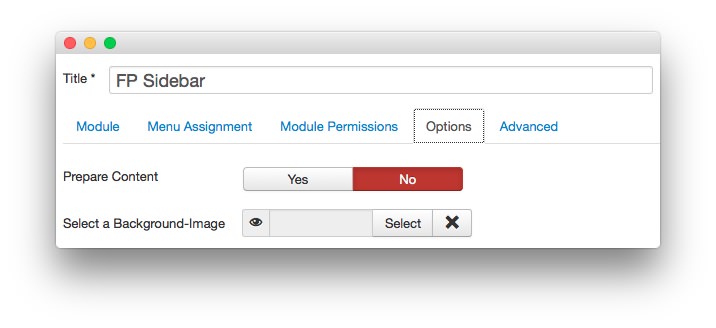 Title * FP Sidebar
Module Menu Assignment Module Permissions Options Advanced
Prepare Content Yes No
Select a Background-Image Select